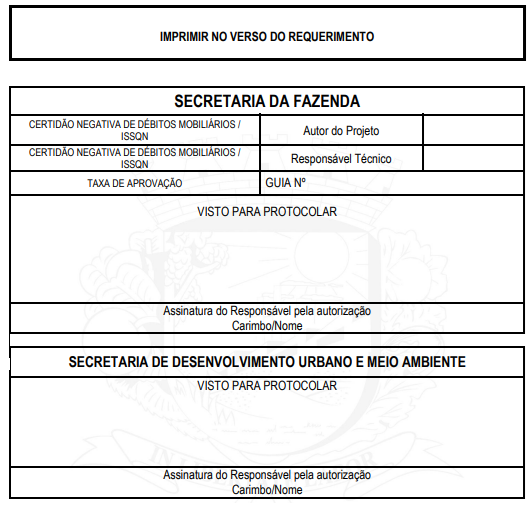 IMPRIMIR NO VERSO DO REQUERIMENTO
SECRETARIA DA FAZENDA
CERTIDÃO NEGATIVA DE DÉBITOS MOBILIÁRIOS /
ISSQN
Autor do Projeto
CERTIDÃO NEGATIVA DE DÉBITOS MOBILIÁRIOS /
ISSQN
Responsável Técnico
TAXA DE APROVAÇÃO
GUIA Nº
VISTO PARA PROTOCOLAR
Assinatura do Responsável pela autorização
Carimbo/Nome
SECRETARIA DE DESENVOLVIMENTO URBANO E MEIO AMBIENTE
VISTO PARA PROTOCOLAR
Assinatura do Responsável pela autorização
Carimbo/Nome